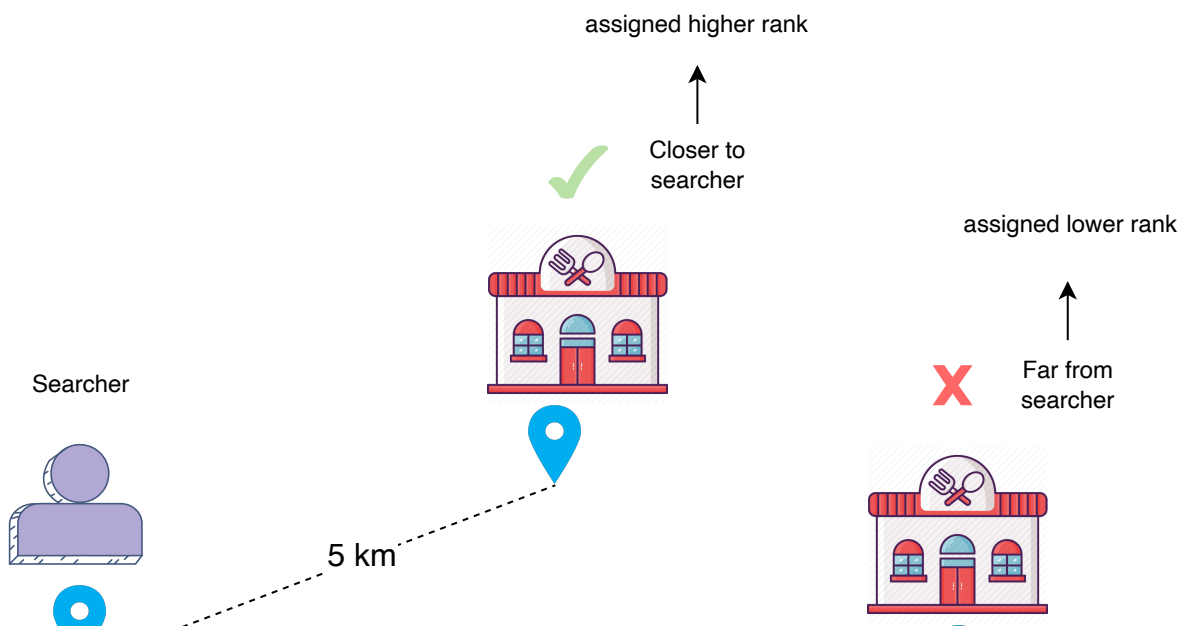 assigned higher rank
Closer to
searcher
assigned lower rank
Far from
searcher
Searcher
5 km